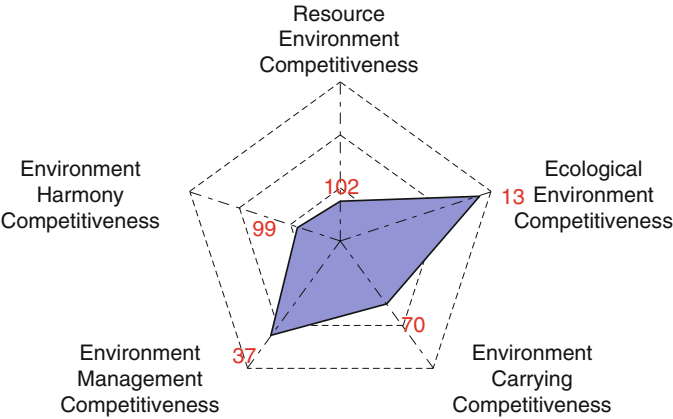 Resource
Environment
Competitiveness
102
Environment
Harmony
Competitiveness
99
Ecological
13 Environment
Competitiveness
70
37
Environment
Management
Competitiveness
Environment
Carrying
Competitiveness